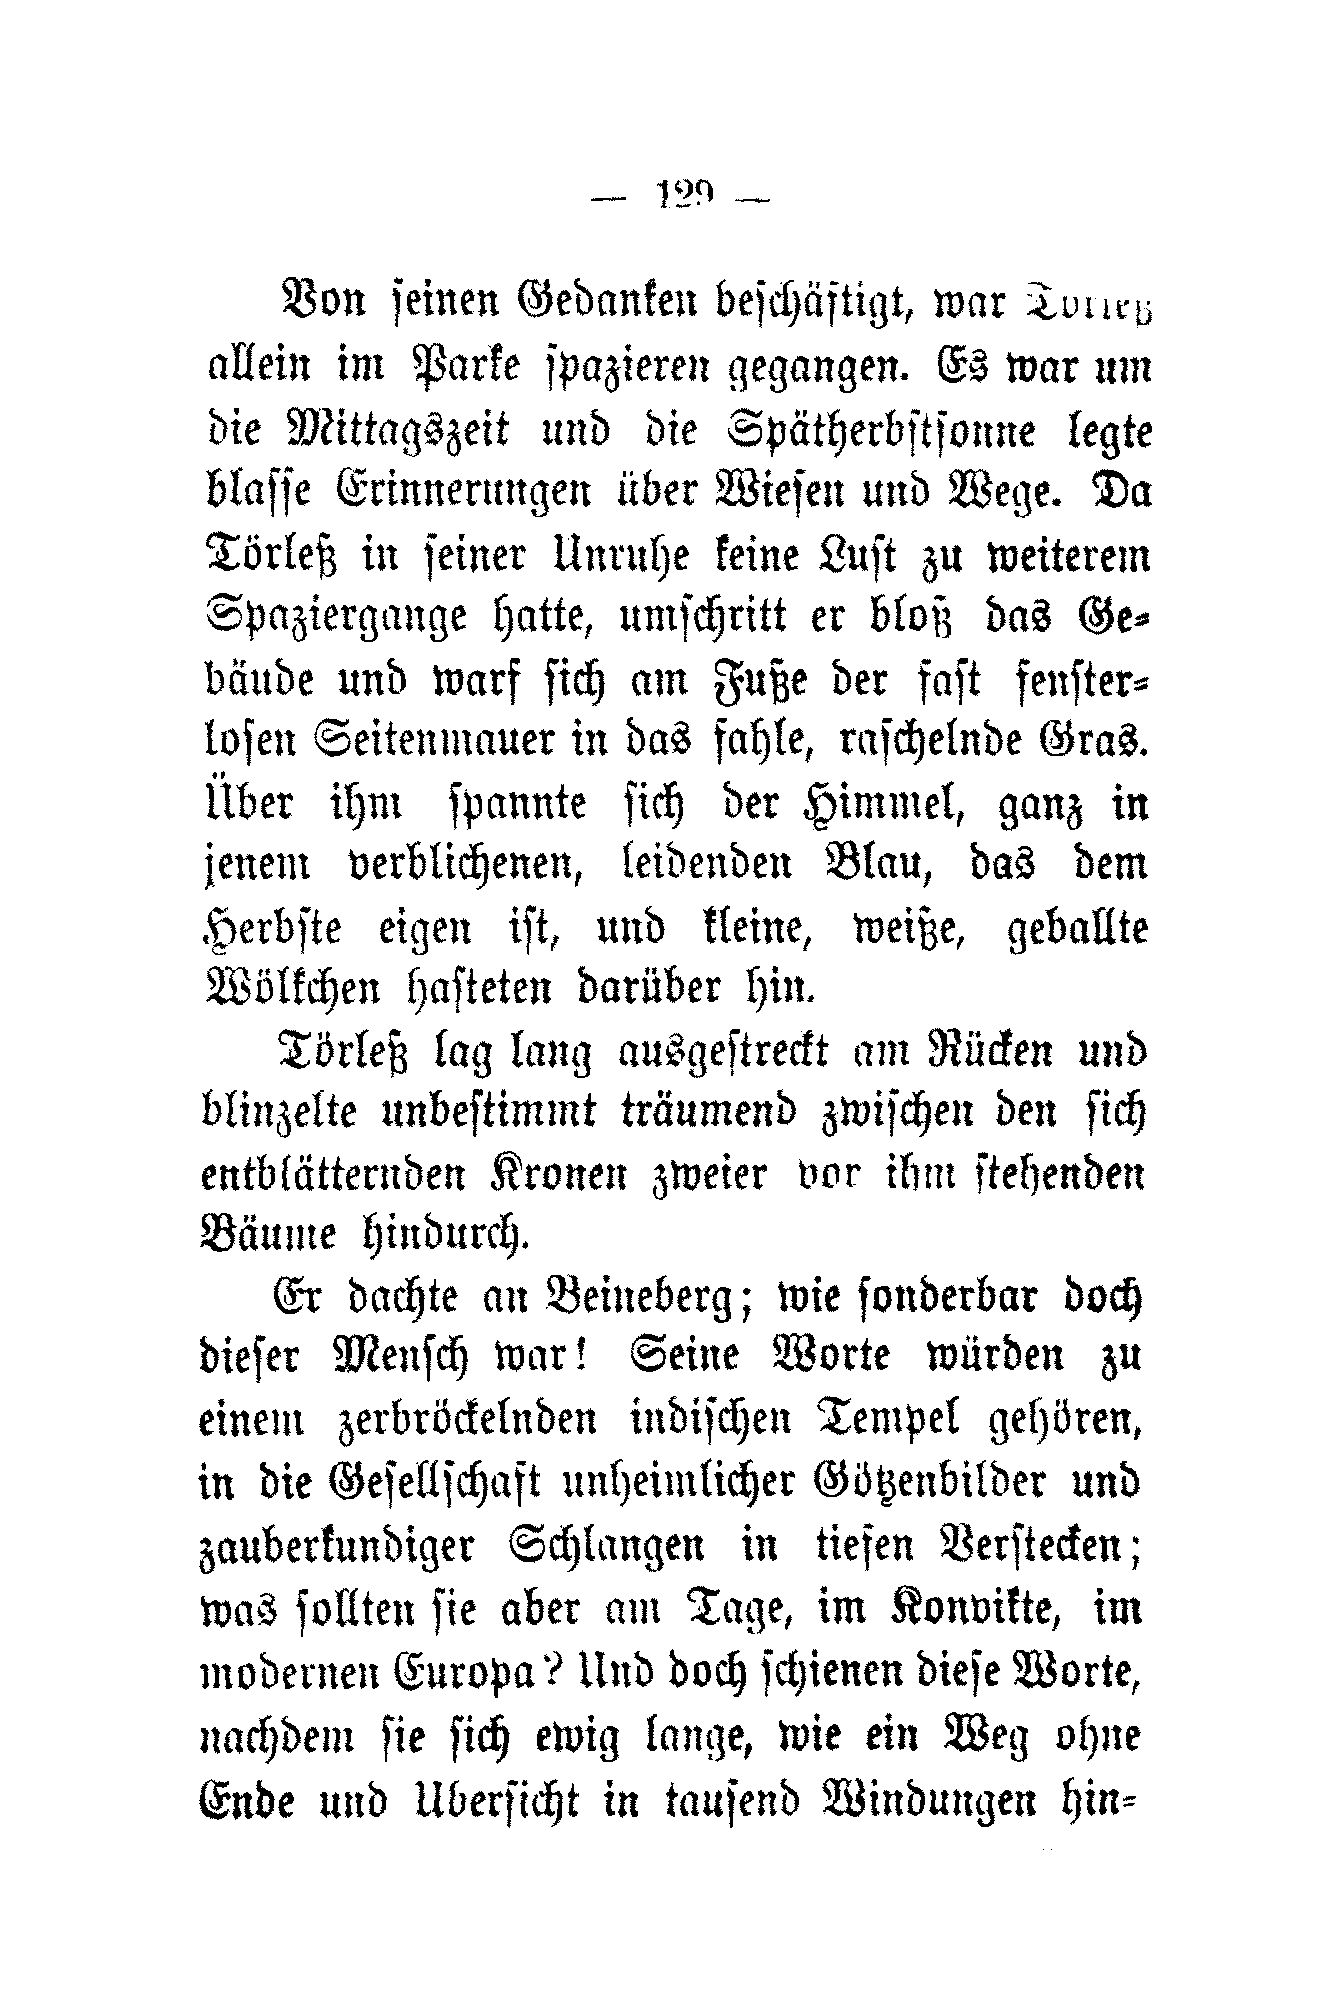 — 129 —
Von seinen Gedanken beschäftigt, war Törleß
allein im Parke spazieren gegangen. Es war um
die Mittagszeit und die Spätherbstsonne legte
blasse Erinnerungen über Wiesen und Wege. Da
Törleß in seiner Unruhe keine Lust zu weiterem
Spaziergange hatte, umschritt er bloß das Ge-
bäude und warf sich am Fuße der fast fenster-
losen Seitenmauer in das fahle, raschelnde Gras.
Über ihm spannte sich der Himmel, ganz in
jenem verblichenen, leidenden Blau, das dem
Herbste eigen ist, und kleine, weiße, geballte
Wölkchen hasteten darüber hin.
Törleß lag lang ausgestreckt am Rücken und
blinzelte unbestimmt träumend zwischen den sich
entblätternden Kronen zweier vor ihm stehenden
Bäume hindurch.
Er dachte an Beineberg; wie sonderbar doch
dieser Mensch war! Seine Worte würden zu
einem zerbröckelnden indischen Tempel gehören,
in die Gesellschaft unheimlicher Götzenbilder und
zauberkundiger Schlangen in tiefen Verstecken;
was sollten sie aber am Tage, im Konvikte, im
modernen Europa? Und doch schienen diese Worte,
nachdem sie sich ewig lange, wie ein Weg ohne
Ende und Ubersicht in tausend Windungen hin-